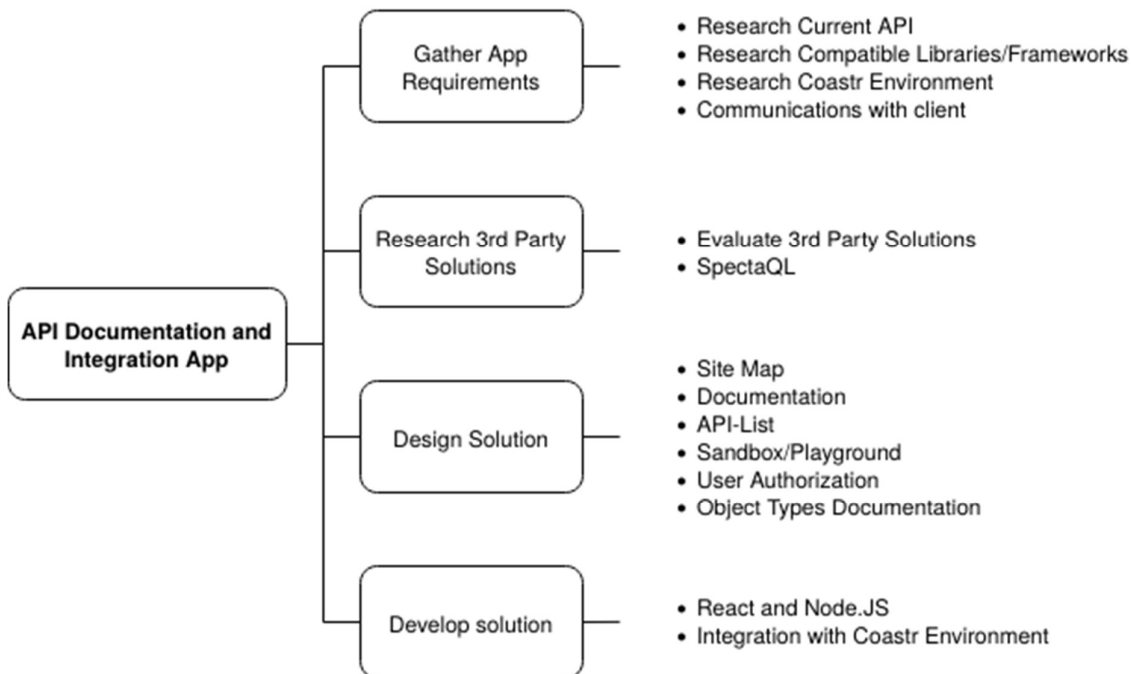 API Documentation and
Integration App
Gather App
Requirements
• Research Current API
• Research Compatible Libraries/Frameworks
• Research Coastr Environment
• Communications with client
Research 3rd Party
Solutions
• Evaluate 3rd Party Solutions
• SpectaQL
Design Solution
• Site Map
• Documentation
• API-List
• Sandbox/Playground
• User Authorization
• Object Types Documentation
Develop solution
• React and Node.JS
• Integration with Coastr Environment